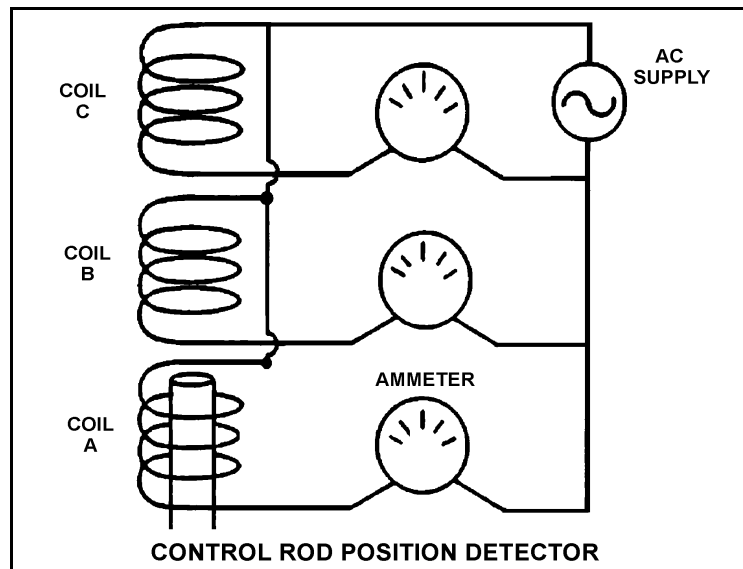 AC
SUPPLY
COIL
C
COIL
B
AMMETER
COIL
A
CONTROL ROD POSITION DETECTOR